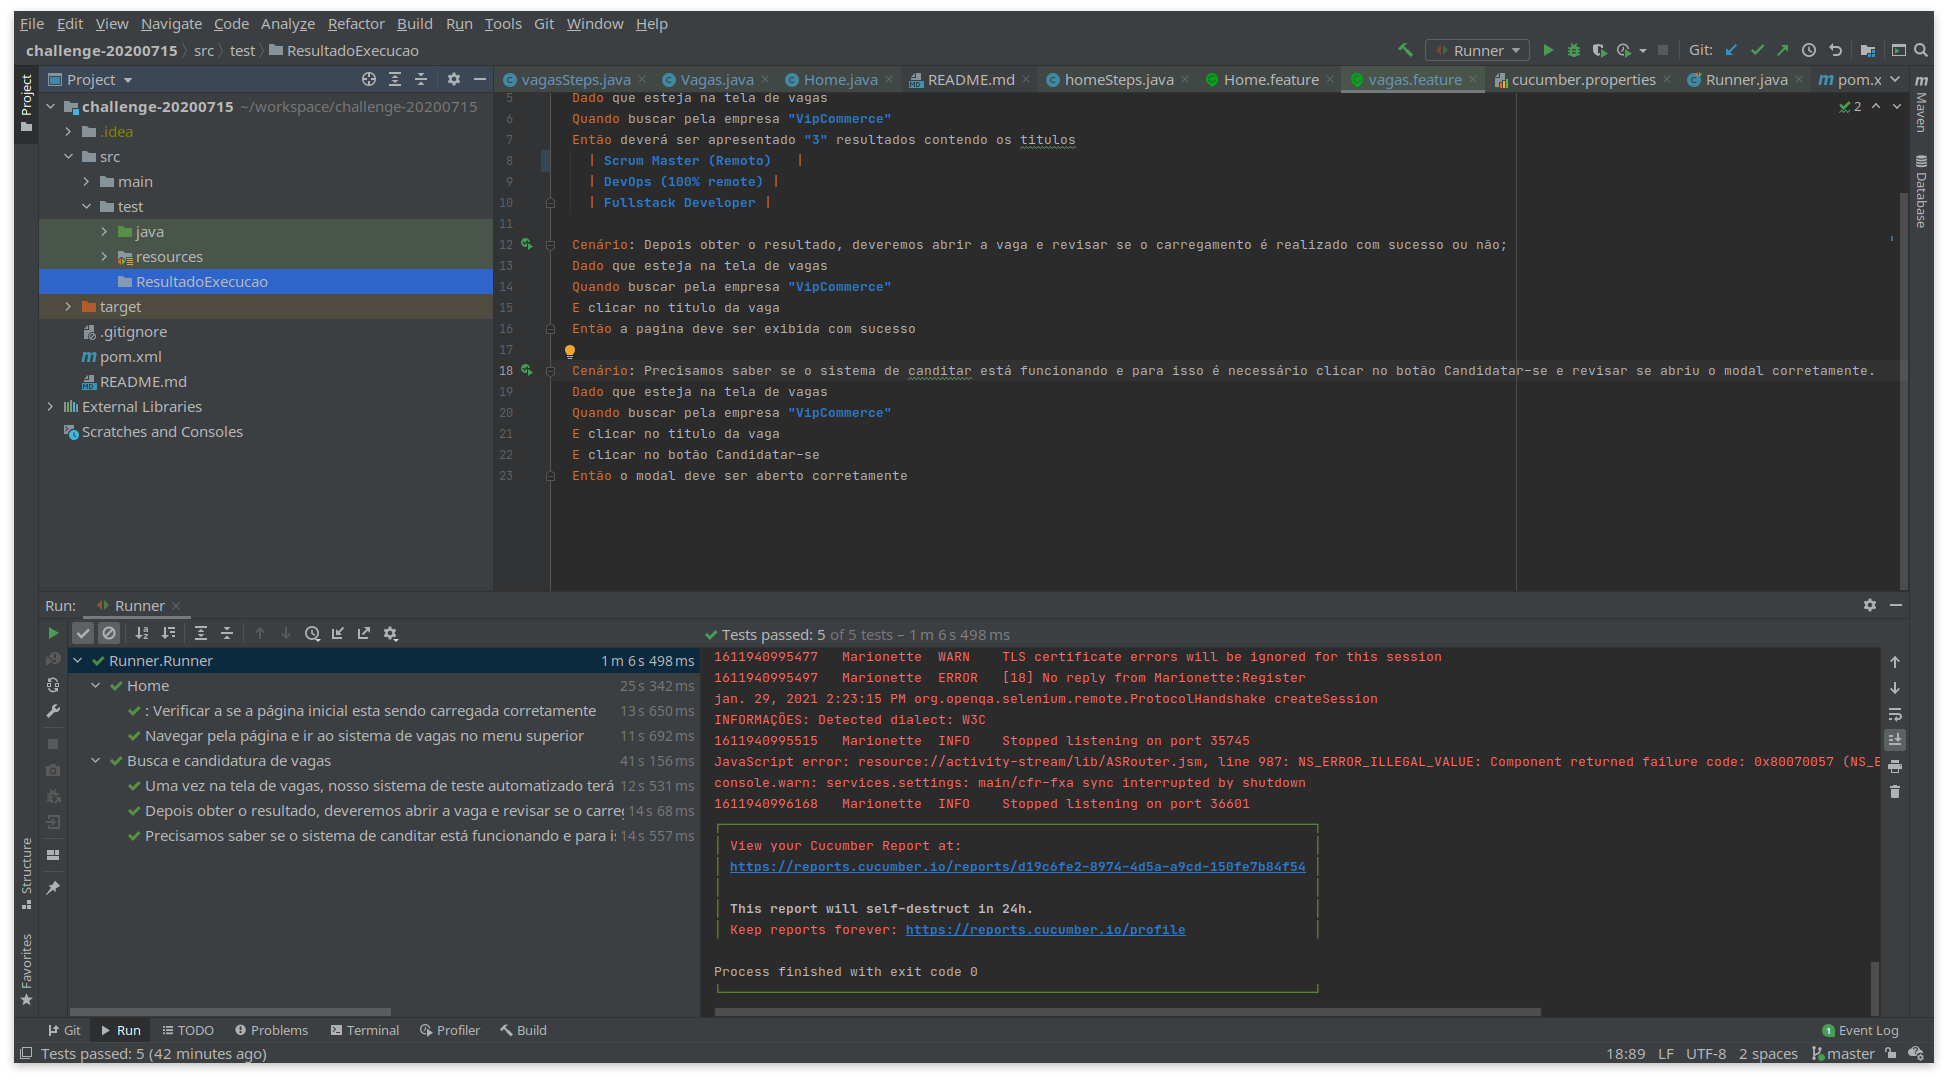 File Edit View Navigate Code Analyze Refactor Build Run Tools Git Window Help
challenge-20200715 src test ResultadoExecucao
Runner Git:
Project
vagasSteps.java Vagas.java Home.java README.md homeSteps.java Home.feature vagas.feature cucumber.properties Runner.java pom.x
Project
Maven
Database
challenge-20200715 ~/workspace/challenge-20200715
.idea
src
main
test
java
resources
ResultadoExecucao
target
.gitignore
pom.xml
README.md
External Libraries
Scratches and Consoles
2
5 Dado que esteja na tela de vagas
6 Quando buscar pela empresa "VipCommerce"
7 Então deverá ser apresentado "3" resultados contendo os titulos
8 | Scrum Master (Remoto) |
9 | DevOps (100% remote) |
10 | Fullstack Developer |
11
12 Cenário: Depois obter o resultado, deveremos abrir a vaga e revisar se o carregamento é realizado com sucesso ou não;
13 Dado que esteja na tela de vagas
14 Quando buscar pela empresa "VipCommerce"
15 E clicar no titulo da vaga
16 Então a pagina deve ser exibida com sucesso
17
18 Cenário: Precisamos saber se o sistema de canditar está funcionando e para isso é necessário clicar no botão Candidatar-se e revisar se abriu o modal corretamente.
19 Dado que esteja na tela de vagas
20 Quando buscar pela empresa "VipCommerce"
21 E clicar no titulo da vaga
22 E clicar no botão Candidatar-se
23 Então o modal deve ser aberto corretamente
Run: Runner
Tests passed: 5 of 5 tests – 1 m 6 s 498 ms
Runner.Runner 1 m 6 s 498 ms
Home 25 s 342 ms
: Verificar a se a página inicial esta sendo carregada corretamente 13 s 650 ms
Navegar pela página e ir ao sistema de vagas no menu superior 11 s 692 ms
Busca e candidatura de vagas 41 s 156 ms
Uma vez na tela de vagas, nosso sistema de teste automatizado terá 12 s 531 ms
Depois obter o resultado, deveremos abrir a vaga e revisar se o carreg 14 s 68 ms
Precisamos saber se o sistema de canditar está funcionando e para is 14 s 557 ms
1611940995477 Marionette WARN TLS certificate errors will be ignored for this session
1611940995497 Marionette ERROR [18] No reply from Marionette:Register
jan. 29, 2021 2:23:15 PM org.openqa.selenium.remote.ProtocolHandshake createSession
INFORMAÇÕES: Detected dialect: W3C
1611940995515 Marionette INFO Stopped listening on port 35745
JavaScript error: resource://activity-stream/lib/ASRouter.jsm, line 987: NS_ERROR_ILLEGAL_VALUE: Component returned failure code: 0x80070057 (NS_E
console.warn: services.settings: main/cfr-fxa sync interrupted by shutdown
1611940996168 Marionette INFO Stopped listening on port 36601
View your Cucumber Report at:
https://reports.cucumber.io/reports/d19c6fe2-8974-4d5a-a9cd-150fe7b84f54
This report will self-destruct in 24h.
Keep reports forever: https://reports.cucumber.io/profile
Process finished with exit code 0
Structure
Favorites
Git Run TODO Problems Terminal Profiler Build 1 Event Log
Tests passed: 5 (42 minutes ago) 18:89 LF UTF-8 2 spaces master